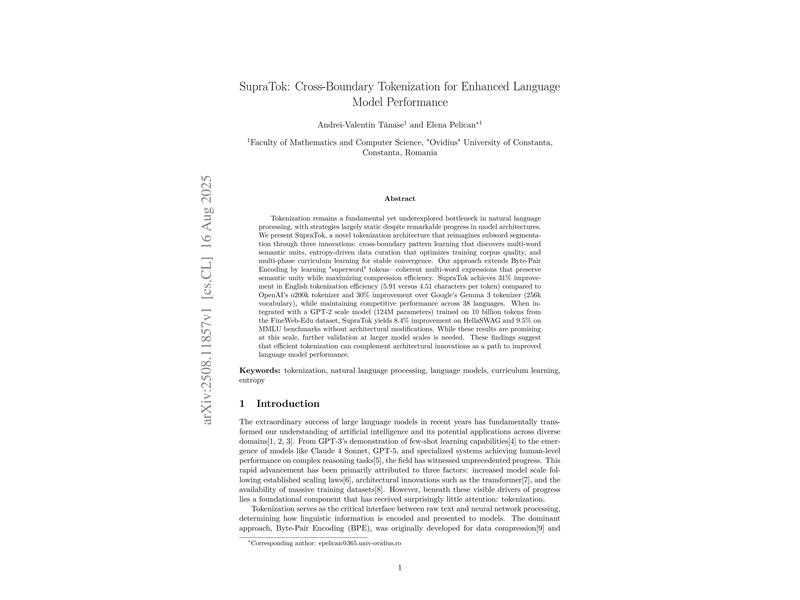 SupraTok: Cross-Boundary Tokenization for Enhanced Language
Model Performance
Andrei-Valentin Tănase¹ and Elena Pelican*¹
¹Faculty of Mathematics and Computer Science, "Ovidius" University of Constanta,
Constanta, Romania
arXiv:2508.11857v1 [cs.CL] 16 Aug 2025
Abstract
Tokenization remains a fundamental yet underexplored bottleneck in natural language
processing, with strategies largely static despite remarkable progress in model architectures.
We present SupraTok, a novel tokenization architecture that reimagines subword segmenta-
tion through three innovations: cross-boundary pattern learning that discovers multi-word
semantic units, entropy-driven data curation that optimizes training corpus quality, and
multi-phase curriculum learning for stable convergence. Our approach extends Byte-Pair
Encoding by learning "superword" tokens—coherent multi-word expressions that preserve
semantic unity while maximizing compression efficiency. SupraTok achieves 31% improve-
ment in English tokenization efficiency (5.91 versus 4.51 characters per token) compared to
OpenAI's o200k tokenizer and 30% improvement over Google's Gemma 3 tokenizer (256k
vocabulary), while maintaining competitive performance across 38 languages. When in-
tegrated with a GPT-2 scale model (124M parameters) trained on 10 billion tokens from
the FineWeb-Edu dataset, SupraTok yields 8.4% improvement on HellaSWAG and 9.5% on
MMLU benchmarks without architectural modifications. While these results are promising
at this scale, further validation at larger model scales is needed. These findings suggest
that efficient tokenization can complement architectural innovations as a path to improved
language model performance.
Keywords: tokenization, natural language processing, language models, curriculum learning,
entropy
1 Introduction
The extraordinary success of large language models in recent years has fundamentally trans-
formed our understanding of artificial intelligence and its potential applications across diverse
domains[1, 2, 3]. From GPT-3's demonstration of few-shot learning capabilities[4] to the emer-
gence of models like Claude 4 Sonnet, GPT-5, and specialized systems achieving human-level
performance on complex reasoning tasks[5], the field has witnessed unprecedented progress. This
rapid advancement has been primarily attributed to three factors: increased model scale fol-
lowing established scaling laws[6], architectural innovations such as the transformer[7], and the
availability of massive training datasets[8]. However, beneath these visible drivers of progress
lies a foundational component that has received surprisingly little attention: tokenization.
Tokenization serves as the critical interface between raw text and neural network processing,
determining how linguistic information is encoded and presented to models. The dominant
approach, Byte-Pair Encoding (BPE), was originally developed for data compression[9] and
*Corresponding author: epelican@365.univ-ovidius.ro
1